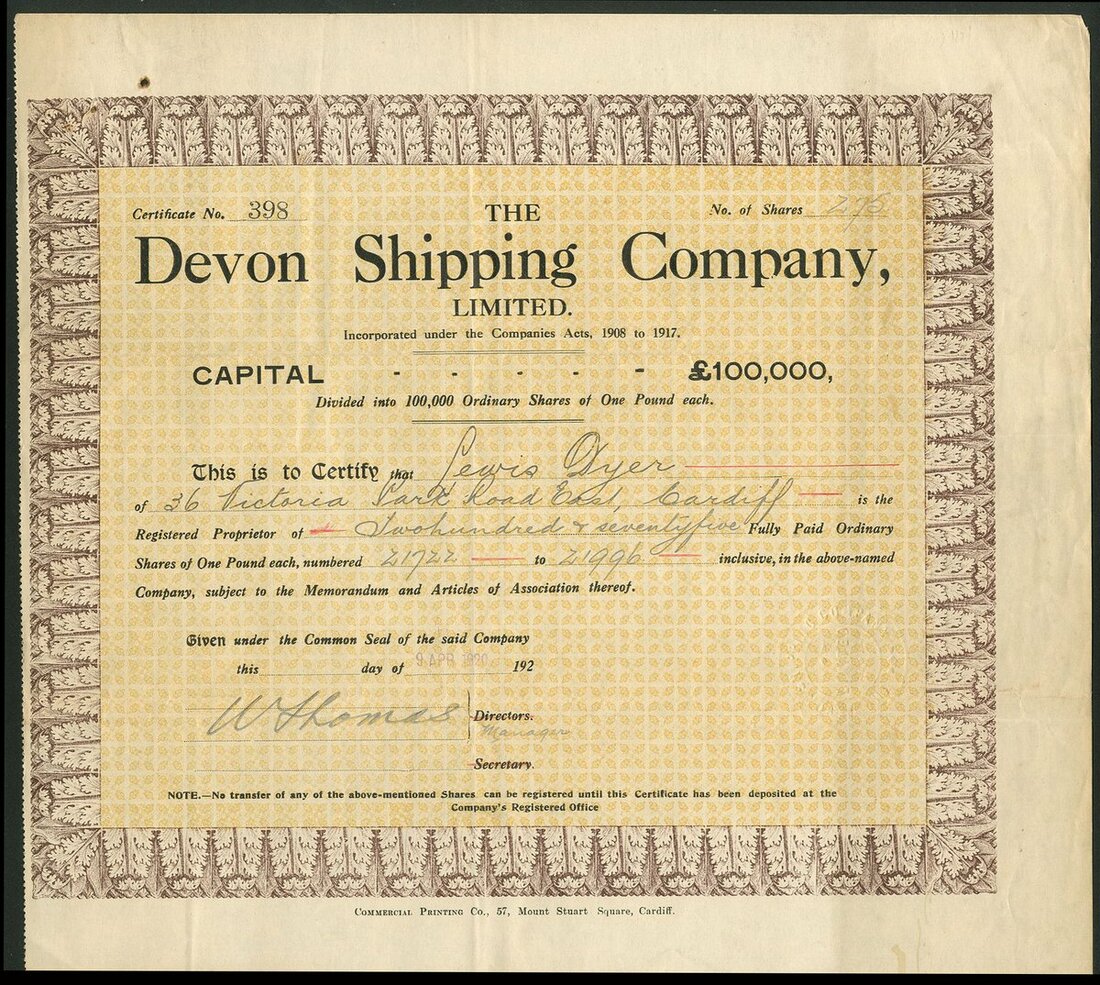 Certificate No. 398
No. of Shares 275
THE
Devon Shipping Company,
LIMITED.
Incorporated under the Companies Acts, 1908 to 1917.
CAPITAL - - - - - £100,000,
Divided into 100,000 Ordinary Shares of One Pound each.
This is to Certify that Lewis Dyer
of 36 Victoria Park Road East, Cardiff is the
Registered Proprietor of Two hundred & seventyfive Fully Paid Ordinary
Shares of One Pound each, numbered 21722 to 21996 inclusive, in the above-named
Company, subject to the Memorandum and Articles of Association thereof.
Given under the Common Seal of the said Company
this day of 9 APR 1920 192
W Thomas
Directors.
Manager
Secretary.
NOTE.—No transfer of any of the above-mentioned Shares can be registered until this Certificate has been deposited at the
Company's Registered Office
COMMERCIAL PRINTING CO., 57, Mount Stuart Square, Cardiff.